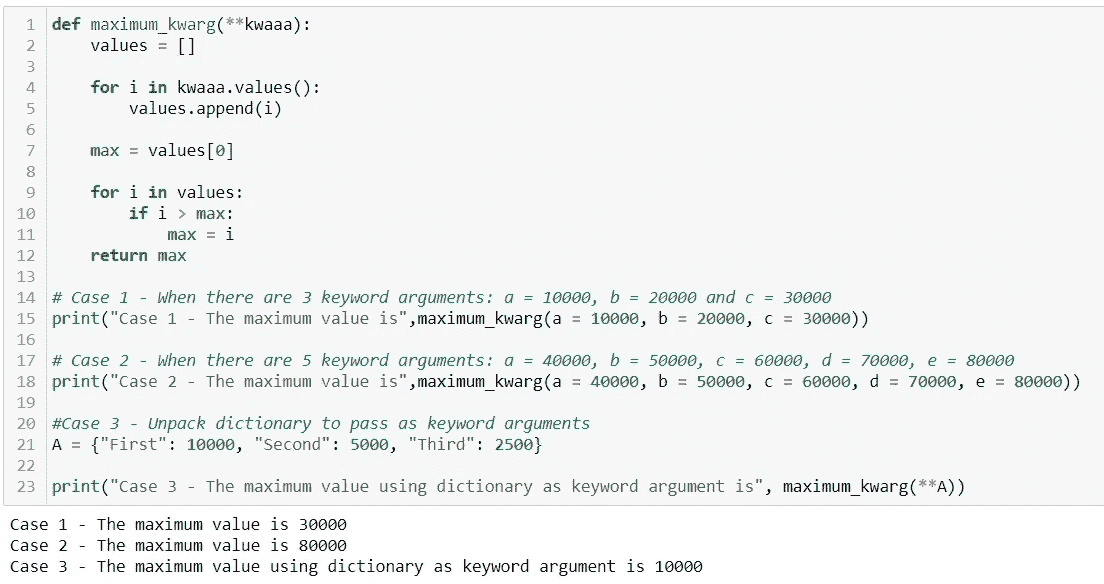 1 def maximum_kwarg(**kwaaa):
2     values = []
3
4     for i in kwaaa.values():
5         values.append(i)
6
7     max = values[0]
8
9     for i in values:
10         if i > max:
11             max = i
12     return max
13
14 # Case 1 - When there are 3 keyword arguments: a = 10000, b = 20000 and c = 30000
15 print("Case 1 - The maximum value is",maximum_kwarg(a = 10000, b = 20000, c = 30000))
16
17 # Case 2 - When there are 5 keyword arguments: a = 40000, b = 50000, c = 60000, d = 70000, e = 80000
18 print("Case 2 - The maximum value is",maximum_kwarg(a = 40000, b = 50000, c = 60000, d = 70000, e = 80000))
19
20 #Case 3 - Unpack dictionary to pass as keyword arguments
21 A = {"First": 10000, "Second": 5000, "Third": 2500}
22
23 print("Case 3 - The maximum value using dictionary as keyword argument is", maximum_kwarg(**A))
Case 1 - The maximum value is 30000
Case 2 - The maximum value is 80000
Case 3 - The maximum value using dictionary as keyword argument is 10000